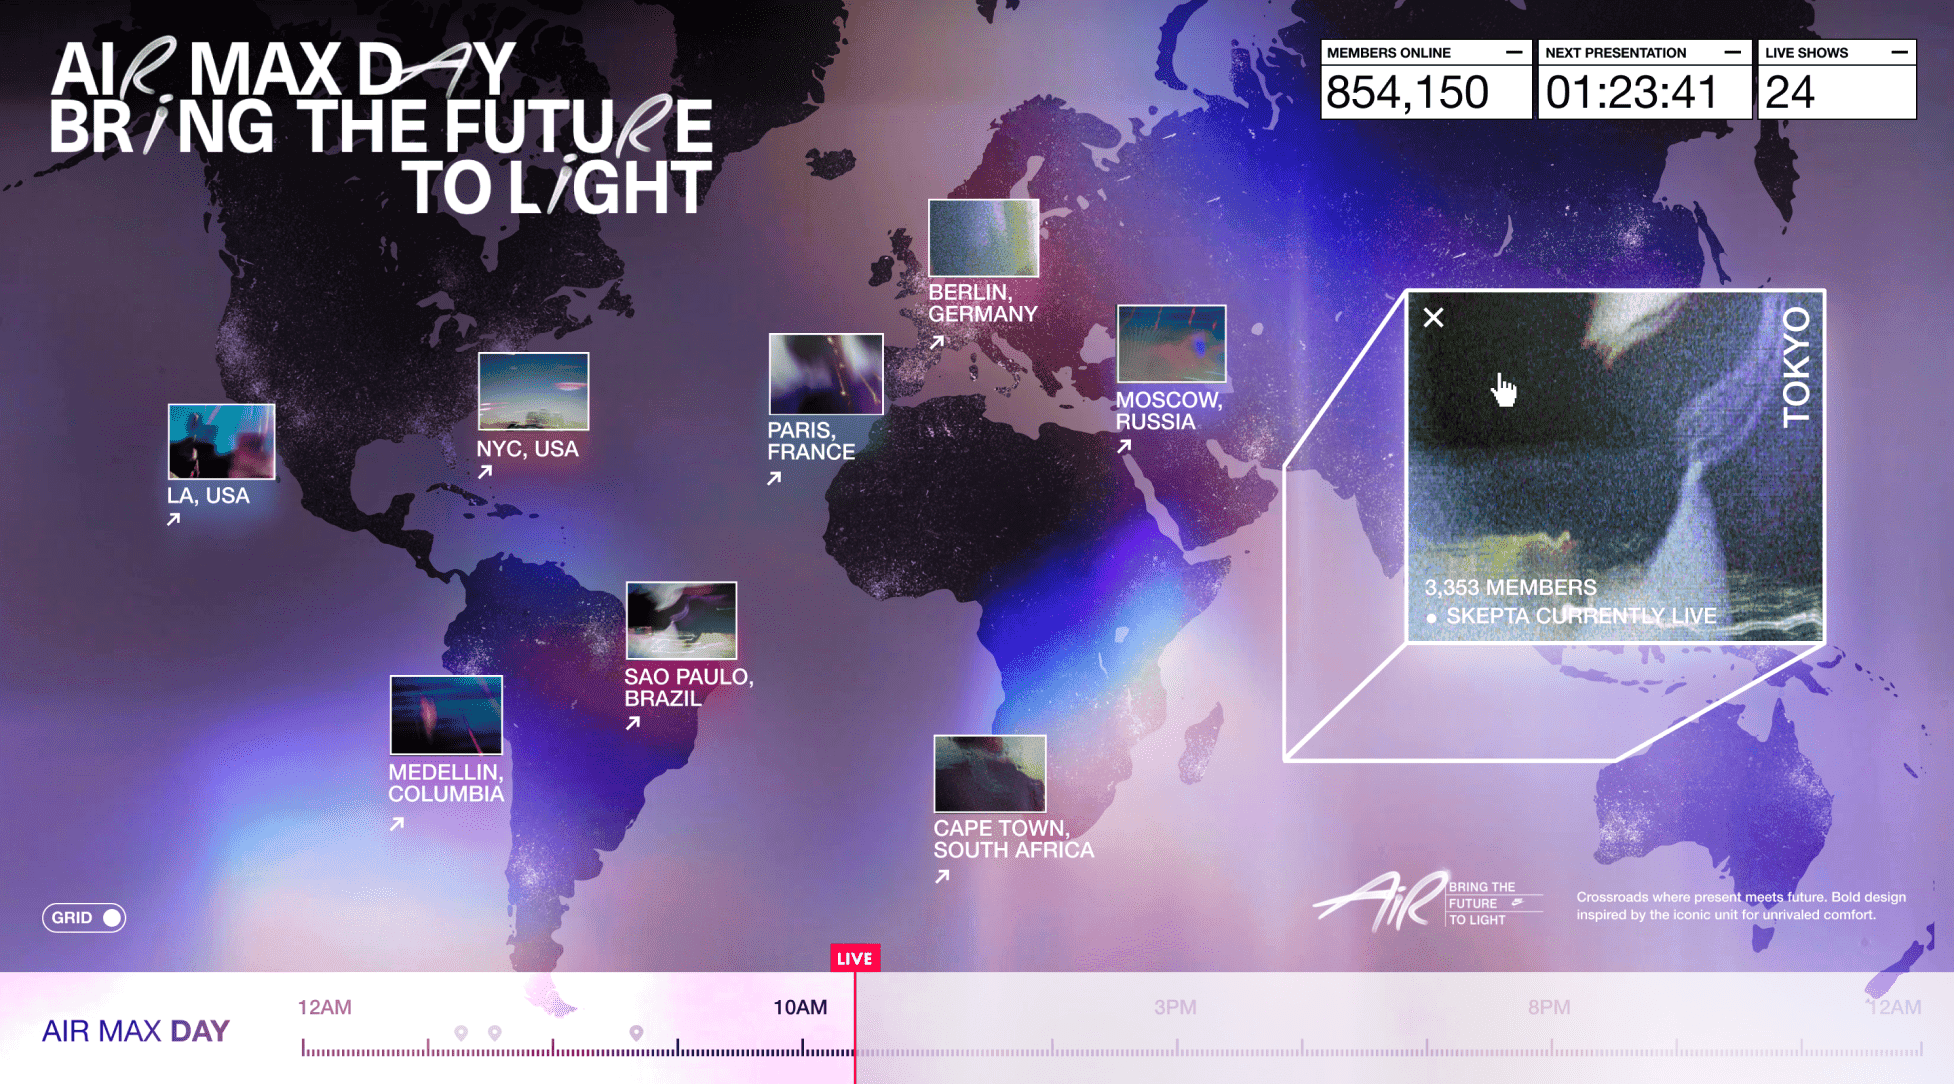 AIR MAX DAY
BRING THE FUTURE
TO LIGHT
MEMBERS ONLINE
854,150
NEXT PRESENTATION
01:23:41
LIVE SHOWS
24
BERLIN,
GERMANY
MOSCOW,
RUSSIA
PARIS,
FRANCE
NYC, USA
LA, USA
TOKYO
3,353 MEMBERS
SKEPTA CURRENTLY LIVE
SAO PAULO,
BRAZIL
MEDELLIN,
COLUMBIA
CAPE TOWN,
SOUTH AFRICA
GRID
AIR
BRING THE
FUTURE
TO LIGHT
Crossroads where present meets future. Bold design
inspired by the iconic unit for unrivaled comfort.
LIVE
AIR MAX DAY
12AM
10AM
3PM
8PM
12AM